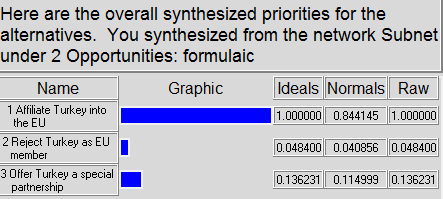 Here are the overall synthesized priorities for the
alternatives.  You synthesized from the network Subnet
under 2 Opportunities: formulaic
Name Graphic Ideals Normals Raw
1 Affiliate Turkey into
the EU
1.000000 0.844145 1.000000
2 Reject Turkey as EU
member
0.048400 0.040856 0.048400
3 Offer Turkey a special
partnership
0.136231 0.114999 0.136231